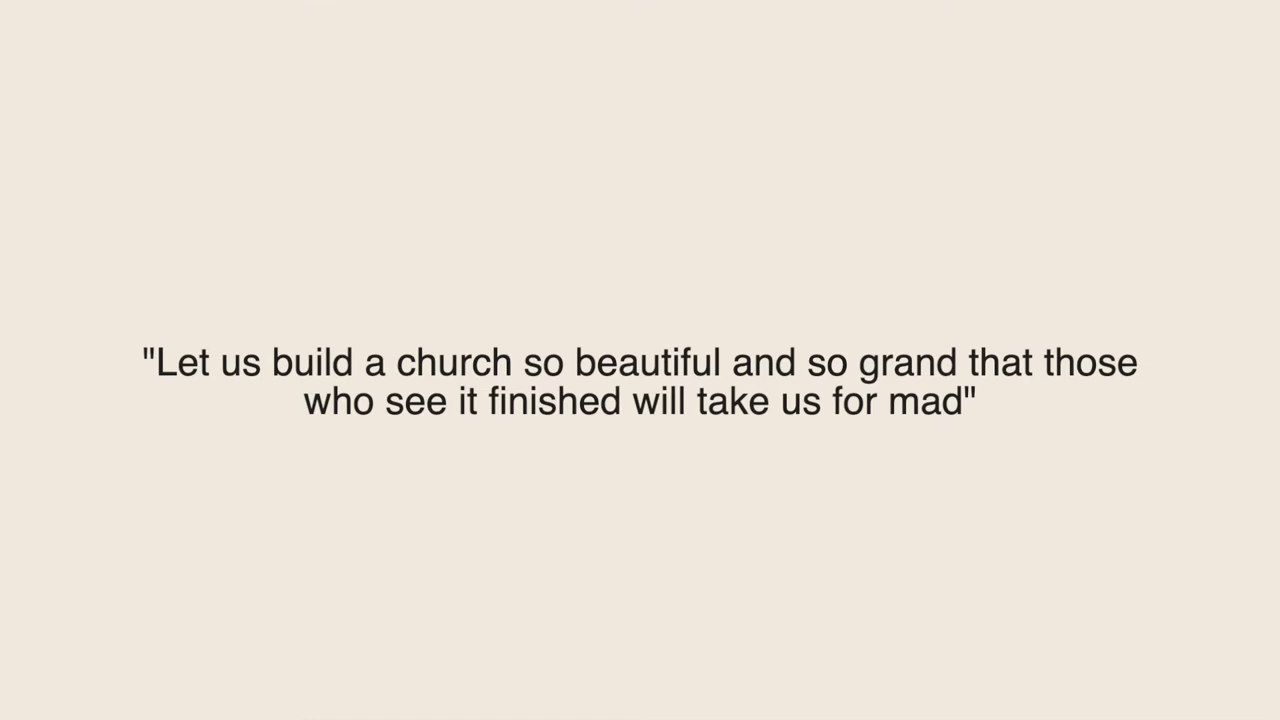 "Let us build a church so beautiful and so grand that those
who see it finished will take us for mad"